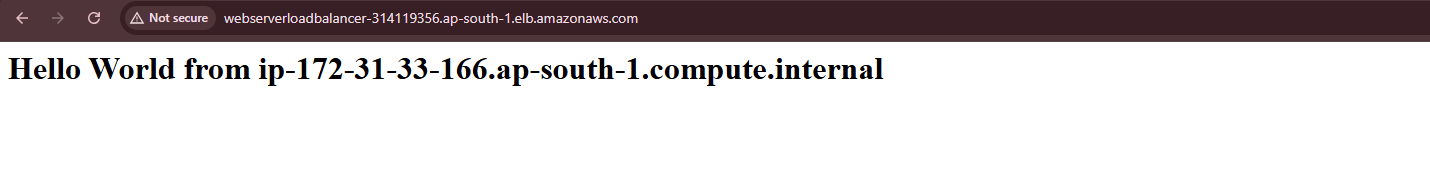 Not secure webserverloadbalancer-314119356.ap-south-1.elb.amazonaws.com
Hello World from ip-172-31-33-166.ap-south-1.compute.internal